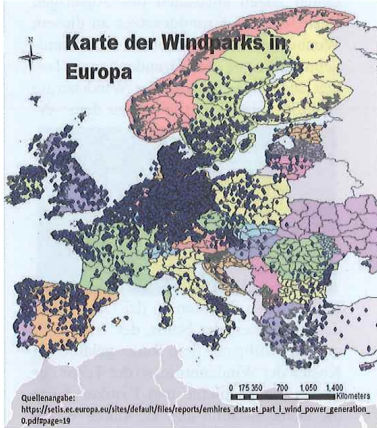 Karte der Windparks in
Europa
N
0 175 350 700 1,050 1,400
Kilometers
Quellenangabe:
https://setis.ec.europa.eu/sites/default/files/reports/emhires_dataset_part_I_wind_power_generation_
0.pdf#page=19